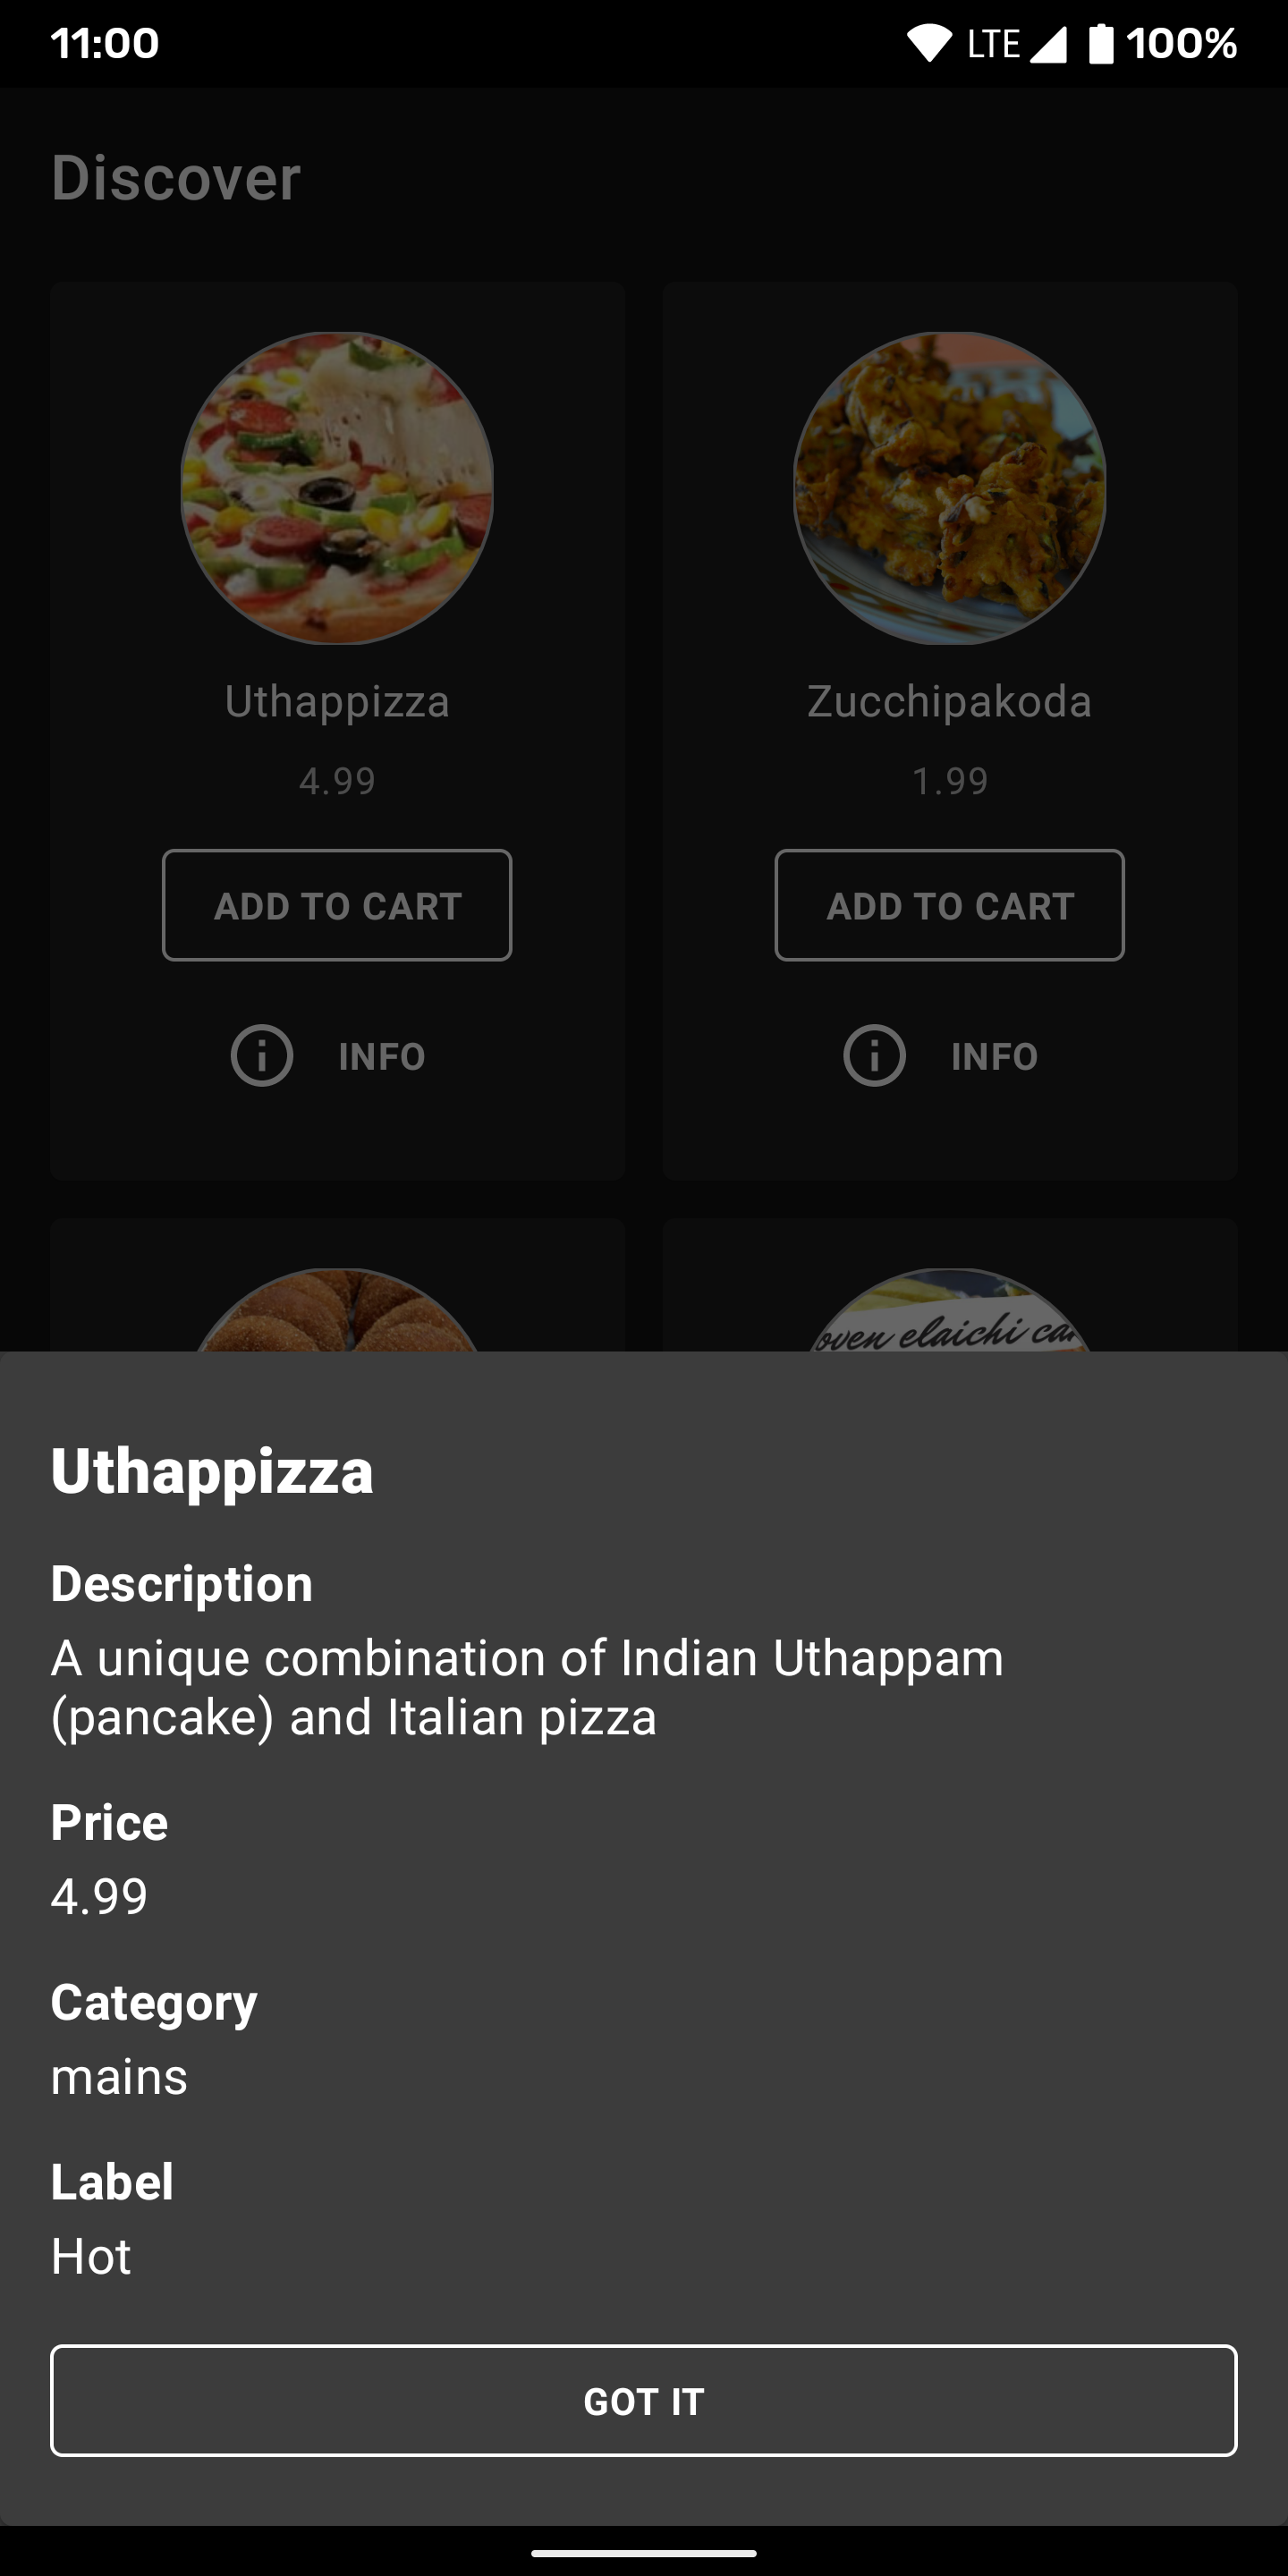 11:00 LTE 100%
Discover
Uthappizza
4.99
ADD TO CART
INFO
Zucchipakoda
1.99
ADD TO CART
INFO
oven elaichi
Uthappizza
Description
A unique combination of Indian Uthappam
(pancake) and Italian pizza
Price
4.99
Category
mains
Label
Hot
GOT IT